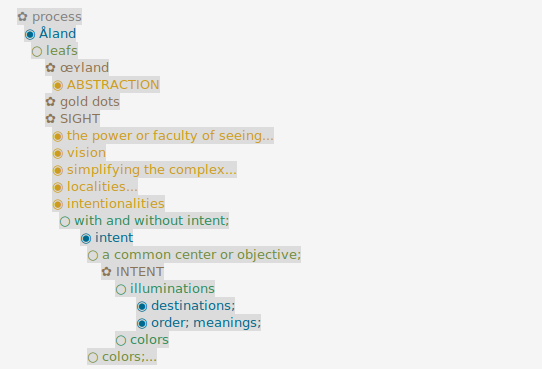 ✿ process
◉ Åland
○ leafs
✿ œʏland
◉ ABSTRACTION
✿ gold dots
✿ SIGHT
◉ the power or faculty of seeing...
◉ vision
◉ simplifying the complex...
◉ localities...
◉ intentionalities
○ with and without intent;
◉ intent
○ a common center or objective;
✿ INTENT
○ illuminations
◉ destinations;
◉ order; meanings;
○ colors
○ colors;...